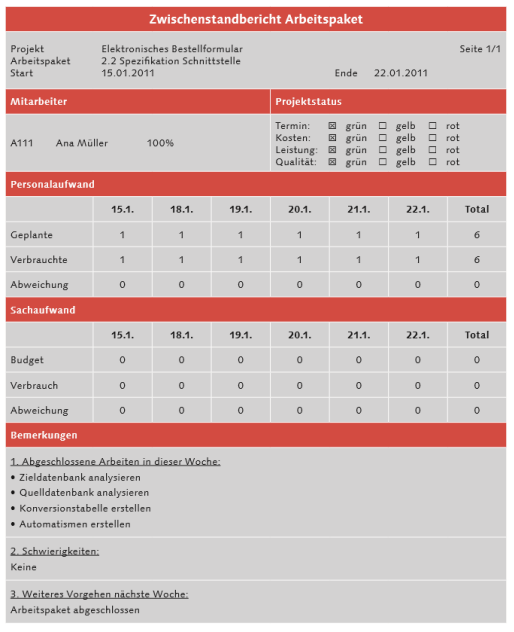 Zwischenstandbericht Arbeitspaket
Projekt Elektronisches Bestellformular Seite 1/1
Arbeitspaket 2.2 Spezifikation Schnittstelle
Start 15.01.2011 Ende 22.01.2011
Mitarbeiter Projektstatus
A111 Ana Müller 100%
Termin: ☒ grün ☐ gelb ☐ rot
Kosten: ☒ grün ☐ gelb ☐ rot
Leistung: ☒ grün ☐ gelb ☐ rot
Qualität: ☒ grün ☐ gelb ☐ rot
Personalaufwand
15.1. 18.1. 19.1. 20.1. 21.1. 22.1. Total
Geplante 1 1 1 1 1 1 6
Verbrauchte 1 1 1 1 1 1 6
Abweichung 0 0 0 0 0 0 0
Sachaufwand
15.1. 18.1. 19.1. 20.1. 21.1. 22.1. Total
Budget 0 0 0 0 0 0 0
Verbrauch 0 0 0 0 0 0 0
Abweichung 0 0 0 0 0 0 0
Bemerkungen
1. Abgeschlossene Arbeiten in dieser Woche:
• Zieldatenbank analysieren
• Quelldatenbank analysieren
• Konversionstabelle erstellen
• Automatismen erstellen
2. Schwierigkeiten:
Keine
3. Weiteres Vorgehen nächste Woche:
Arbeitspaket abgeschlossen